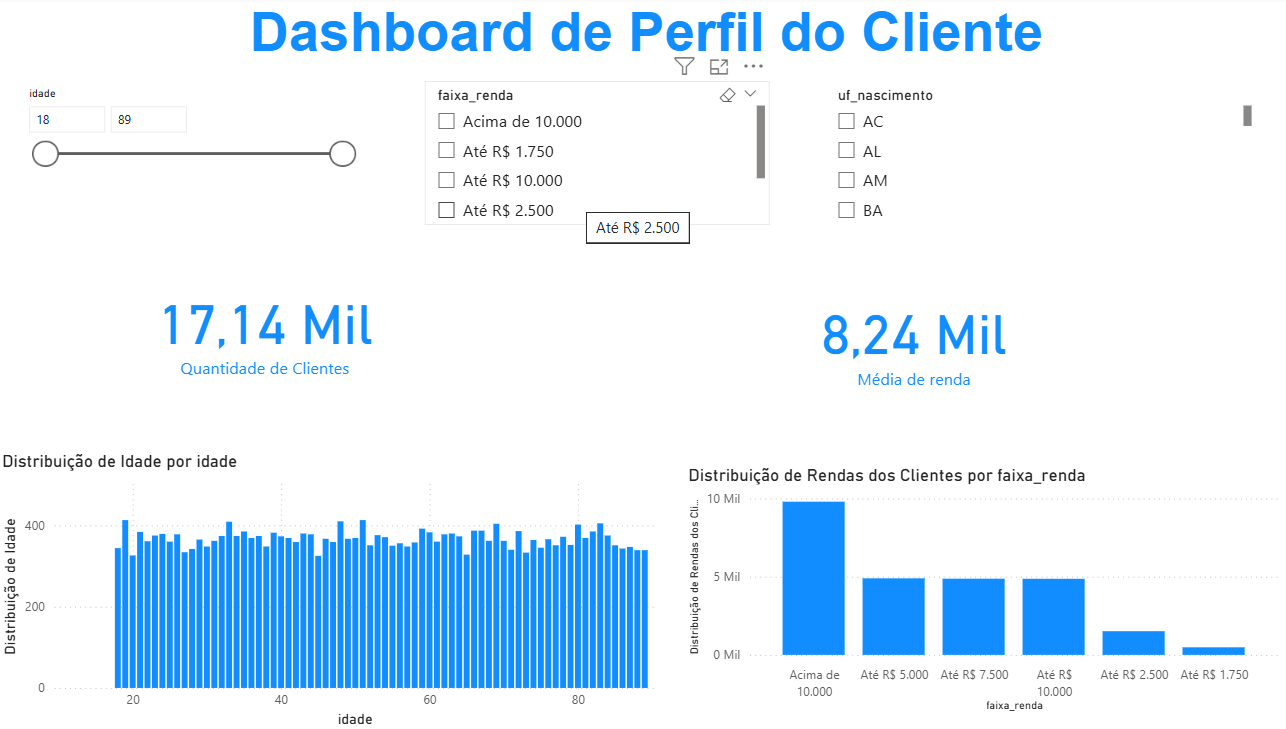 Dashboard de Perfil do Cliente
idade
18 89
faixa_renda
Acima de 10.000
Até R$ 1.750
Até R$ 10.000
Até R$ 2.500
Até R$ 2.500
uf_nascimento
AC
AL
AM
BA
17,14 Mil
Quantidade de Clientes
8,24 Mil
Média de renda
Distribuição de Idade por idade
Distribuição de Idade
400
200
0
20 40 60 80
idade
Distribuição de Rendas dos Clientes por faixa_renda
Distribuição de Rendas dos Cli...
10 Mil
5 Mil
0 Mil
Acima de 10.000
Até R$ 5.000
Até R$ 7.500
Até R$ 10.000
Até R$ 2.500
Até R$ 1.750
faixa_renda